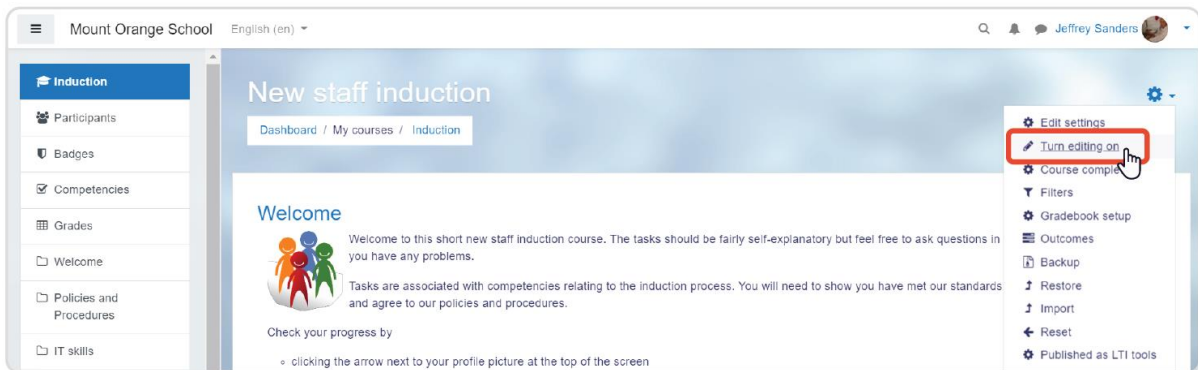 Mount Orange School
English (en)
Jeffrey Sanders
Induction
Participants
Badges
Competencies
Grades
Welcome
Policies and
Procedures
IT skills
New staff induction
Dashboard / My courses / Induction
Welcome
Welcome to this short new staff induction course. The tasks should be fairly self-explanatory but feel free to ask questions in
you have any problems.
Tasks are associated with competencies relating to the induction process. You will need to show you have met our standards
and agree to our policies and procedures.
Check your progress by
clicking the arrow next to your profile picture at the top of the screen
Edit settings
Turn editing on
Course comple
Filters
Gradebook setup
Outcomes
Backup
Restore
Import
Reset
Published as LTI tools